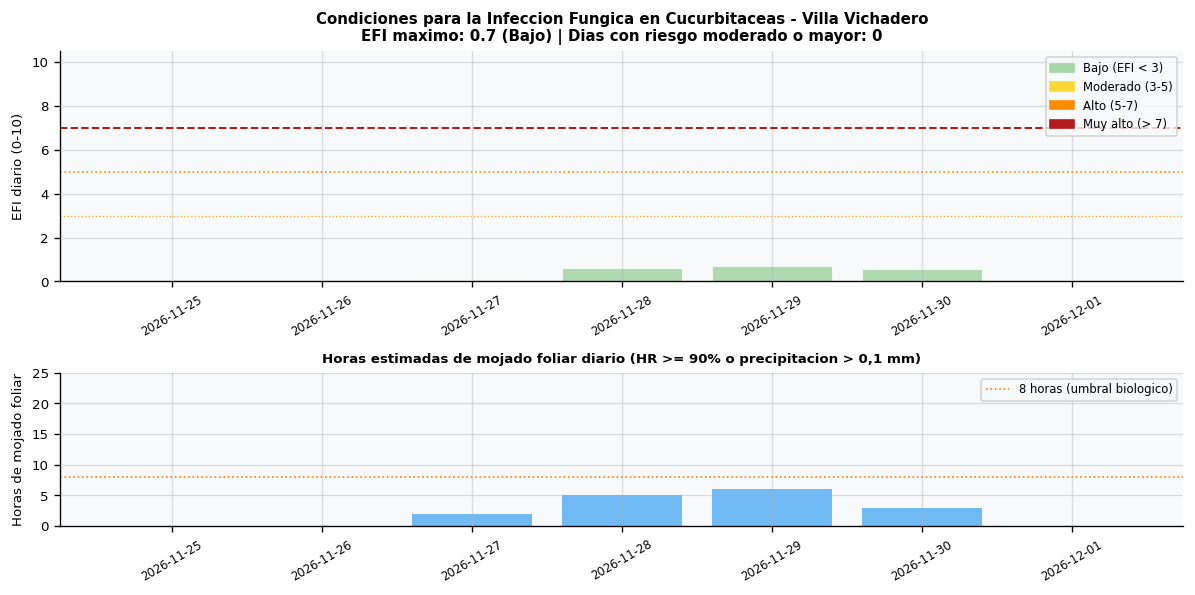 Condiciones para la Infeccion Fungica en Cucurbitaceas - Villa Vichadero
EFI maximo: 0.7 (Bajo) | Dias con riesgo moderado o mayor: 0
EFI diario (0-10)
10
8
6
4
2
0
Bajo (EFI < 3)
Moderado (3-5)
Alto (5-7)
Muy alto (> 7)
2026-11-25
2026-11-26
2026-11-27
2026-11-28
2026-11-29
2026-11-30
2026-12-01
Horas estimadas de mojado foliar diario (HR >= 90% o precipitacion > 0,1 mm)
Horas de mojado foliar
25
20
15
10
5
0
8 horas (umbral biologico)
2026-11-25
2026-11-26
2026-11-27
2026-11-28
2026-11-29
2026-11-30
2026-12-01